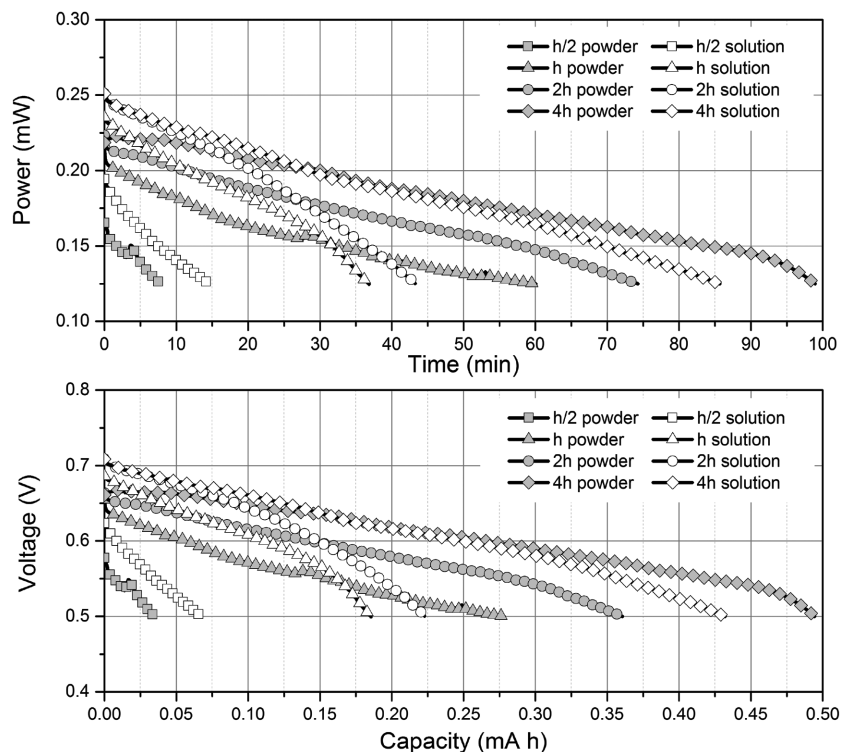 0.30
0.25
0.20
0.15
0.10
Power (mW)
h/2 powder h/2 solution
h powder h solution
2h powder 2h solution
4h powder 4h solution
0 10 20 30 40 50 60 70 80 90 100
Time (min)
0.8
0.7
0.6
0.5
0.4
Voltage (V)
h/2 powder h/2 solution
h powder h solution
2h powder 2h solution
4h powder 4h solution
0.00 0.05 0.10 0.15 0.20 0.25 0.30 0.35 0.40 0.45 0.50
Capacity (mA h)